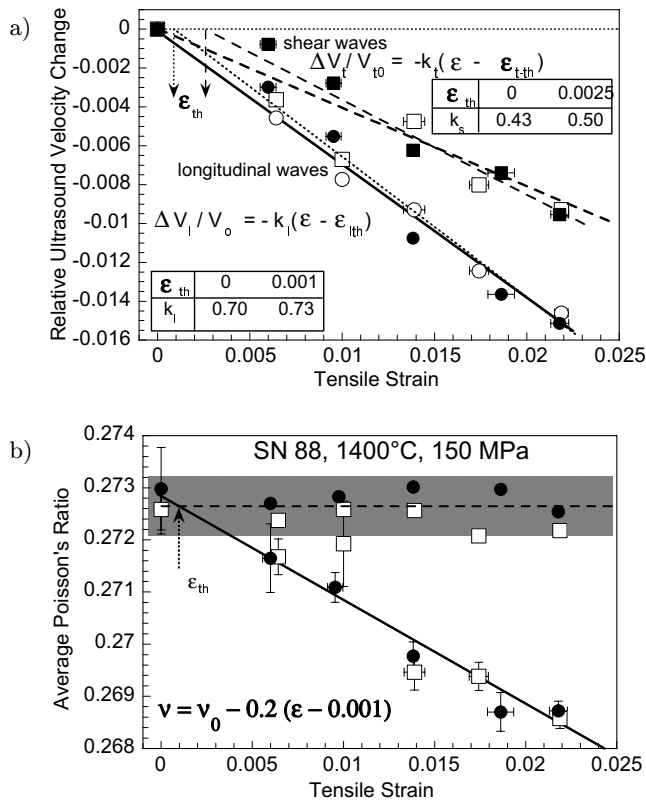 a)
Relative Ultrasound Velocity Change
0
-0.002
-0.004
-0.006
-0.008
-0.01
-0.012
-0.014
-0.016
shear waves
ΔV_t/V_t0 = -k_t(ε - ε_t-th)
ε_th 0 0.0025
k_s 0.43 0.50
ε_th
longitudinal waves
ΔV_l/V_o = -k_l(ε - ε_lth)
ε_th 0 0.001
k_l 0.70 0.73
0 0.005 0.010 0.015 0.02 0.025
Tensile Strain
b)
Average Poisson's Ratio
0.274
0.273
0.272
0.271
0.27
0.269
0.268
SN 88, 1400°C, 150 MPa
ε_th
ν = ν_0 – 0.2 (ε – 0.001)
0 0.005 0.01 0.015 0.02 0.025
Tensile Strain